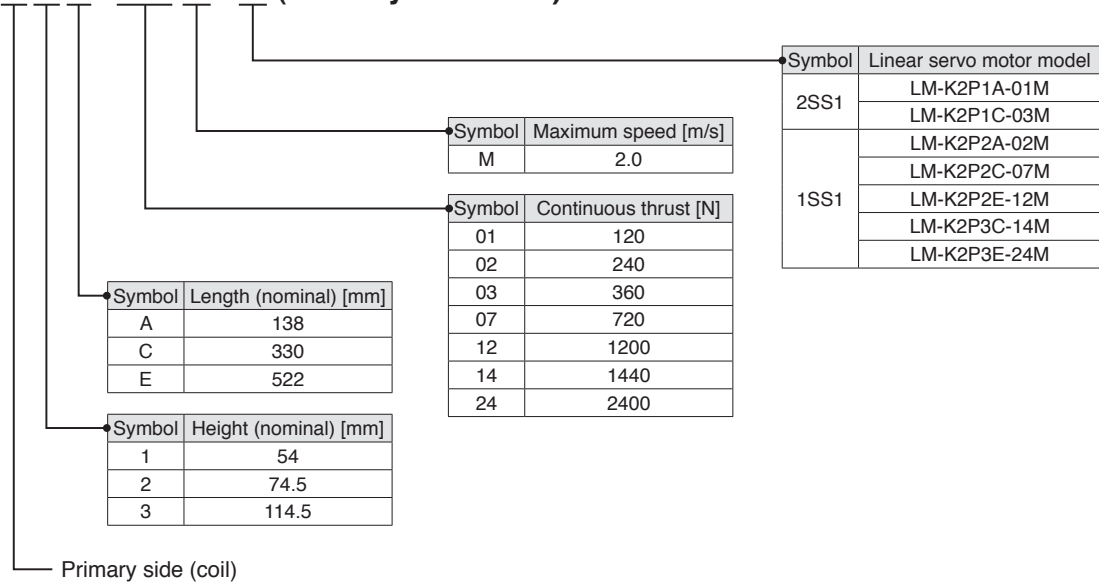 Symbol Linear servo motor model
2SS1 LM-K2P1A-01M
LM-K2P1C-03M
1SS1 LM-K2P2A-02M
LM-K2P2C-07M
LM-K2P2E-12M
LM-K2P3C-14M
LM-K2P3E-24M
Symbol Maximum speed [m/s]
M 2.0
Symbol Continuous thrust [N]
01 120
02 240
03 360
07 720
12 1200
14 1440
24 2400
Symbol Length (nominal) [mm]
A 138
C 330
E 522
Symbol Height (nominal) [mm]
1 54
2 74.5
3 114.5
Primary side (coil)